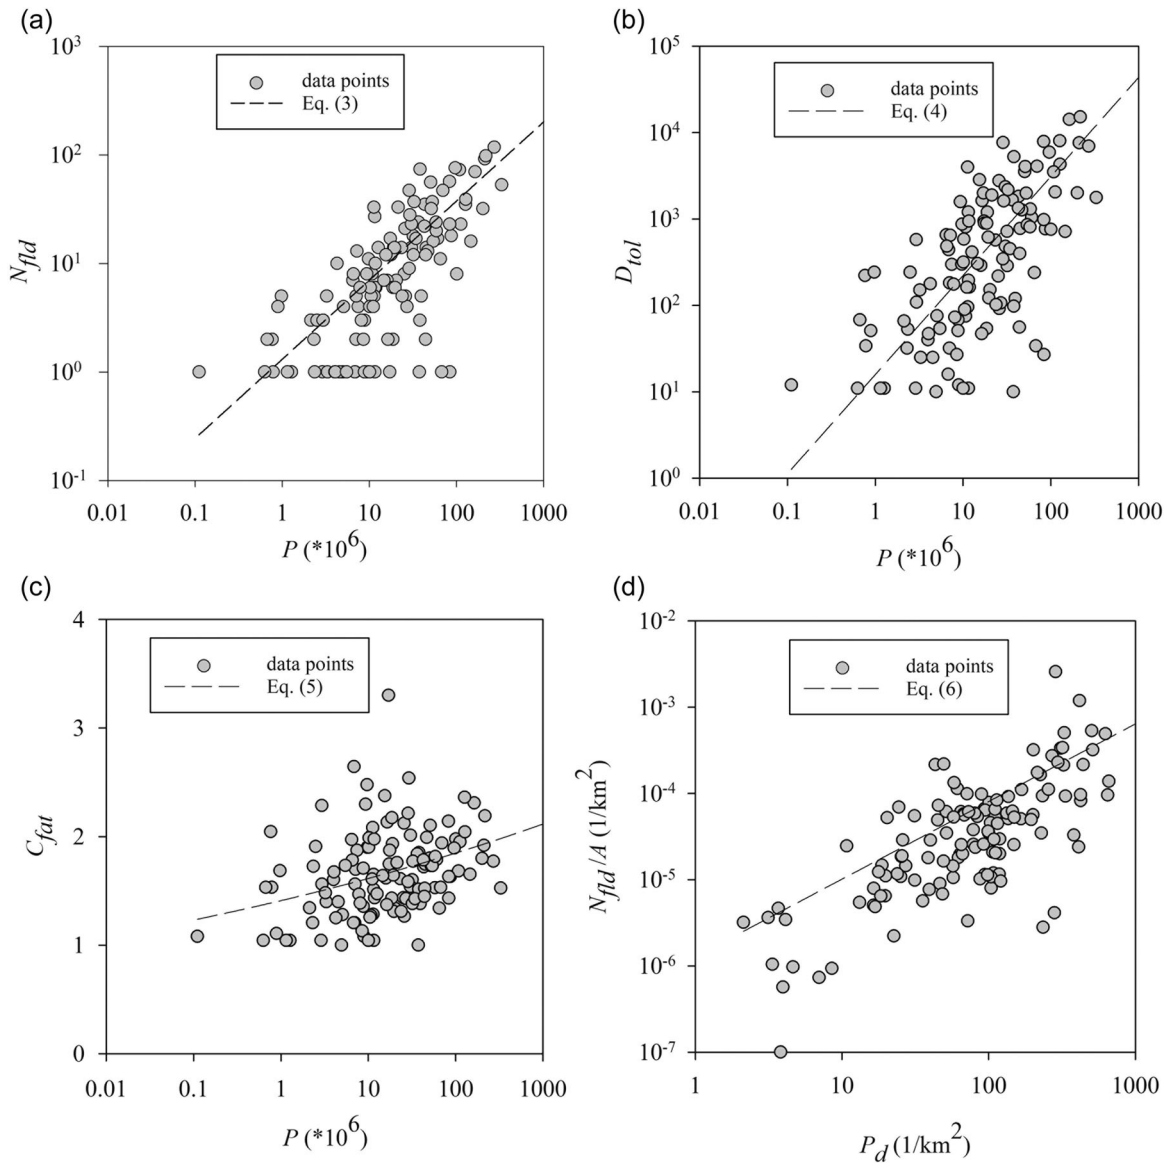 (a)
10^3
10^2
10^1
10^0
10^-1
N_fld
data points
Eq. (3)
0.01 0.1 1 10 100 1000
P (*10^6)
(b)
10^5
10^4
10^3
10^2
10^1
10^0
D_tol
data points
Eq. (4)
0.01 0.1 1 10 100 1000
P (*10^6)
(c)
4
3
2
1
0
C_fat
data points
Eq. (5)
0.01 0.1 1 10 100 1000
P (*10^6)
(d)
10^-2
10^-3
10^-4
10^-5
10^-6
10^-7
N_fld/A (1/km^2)
data points
Eq. (6)
1 10 100 1000
P_d (1/km^2)